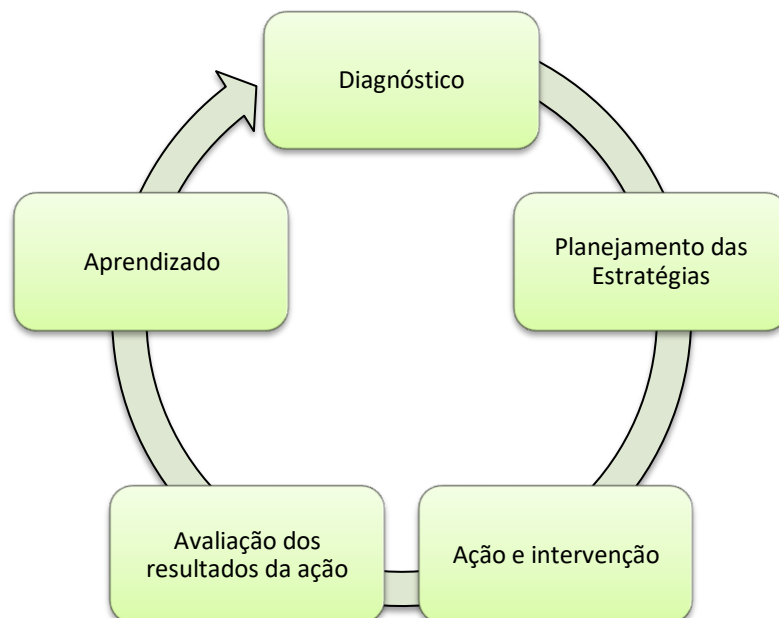 Diagnóstico
Planejamento das
Estratégias
Ação e intervenção
Avaliação dos
resultados da ação
Aprendizado